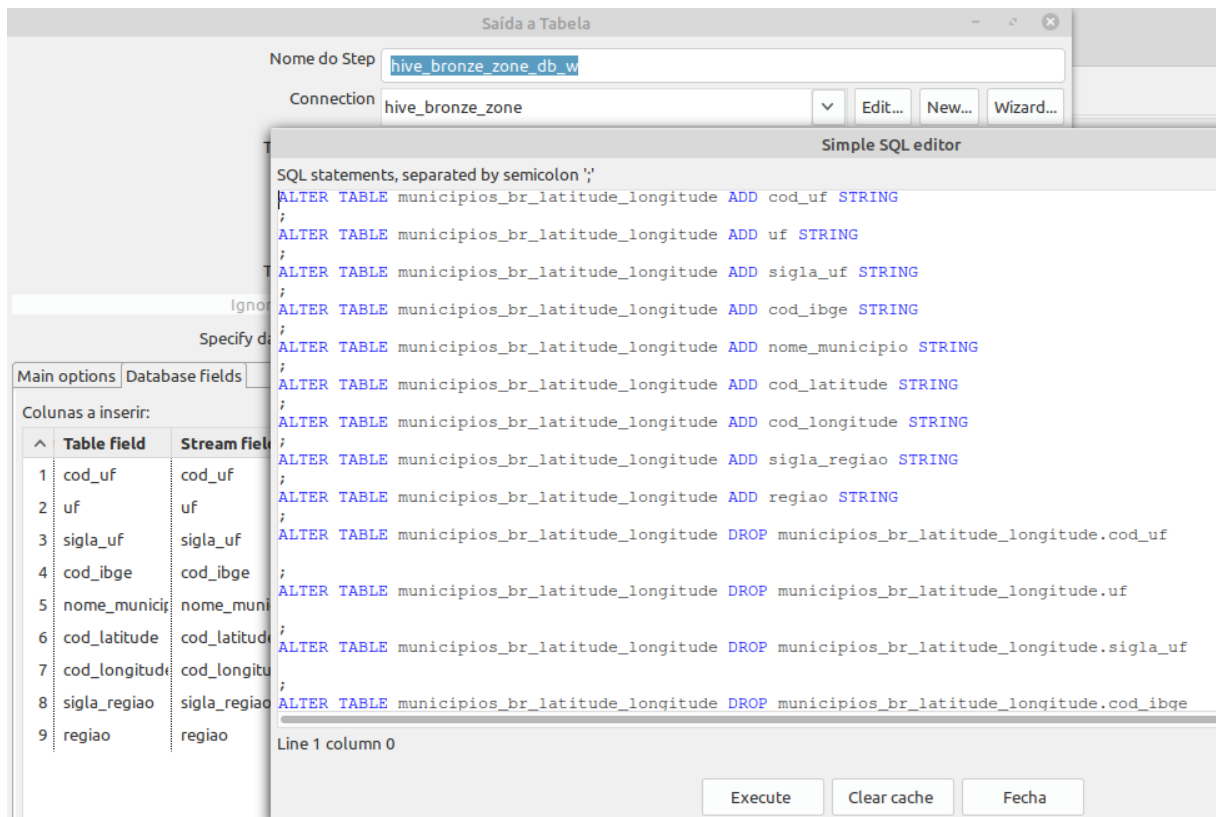 Saída a Tabela
Nome do Step hive_bronze_zone_db_w
Connection hive_bronze_zone Edit... New... Wizard...
Simple SQL editor
SQL statements, separated by semicolon ';'
ALTER TABLE municipios_br_latitude_longitude ADD cod_uf STRING
;
ALTER TABLE municipios_br_latitude_longitude ADD uf STRING
;
ALTER TABLE municipios_br_latitude_longitude ADD sigla_uf STRING
;
ALTER TABLE municipios_br_latitude_longitude ADD cod_ibge STRING
;
ALTER TABLE municipios_br_latitude_longitude ADD nome_municipio STRING
;
ALTER TABLE municipios_br_latitude_longitude ADD cod_latitude STRING
;
ALTER TABLE municipios_br_latitude_longitude ADD cod_longitude STRING
;
ALTER TABLE municipios_br_latitude_longitude ADD sigla_regiao STRING
;
ALTER TABLE municipios_br_latitude_longitude ADD regiao STRING
;
ALTER TABLE municipios_br_latitude_longitude DROP municipios_br_latitude_longitude.cod_uf
;
ALTER TABLE municipios_br_latitude_longitude DROP municipios_br_latitude_longitude.uf
;
ALTER TABLE municipios_br_latitude_longitude DROP municipios_br_latitude_longitude.sigla_uf
;
ALTER TABLE municipios_br_latitude_longitude DROP municipios_br_latitude_longitude.cod_ibge
Line 1 column 0
Execute Clear cache Fecha
T
T
Ignor
Specify da
Main options Database fields
Colunas a inserir:
Table field Stream fiel
1 cod_uf cod_uf
2 uf uf
3 sigla_uf sigla_uf
4 cod_ibge cod_ibge
5 nome_municip nome_muni
6 cod_latitude cod_latitude
7 cod_longitude cod_longitu
8 sigla_regiao sigla_regiao
9 regiao regiao